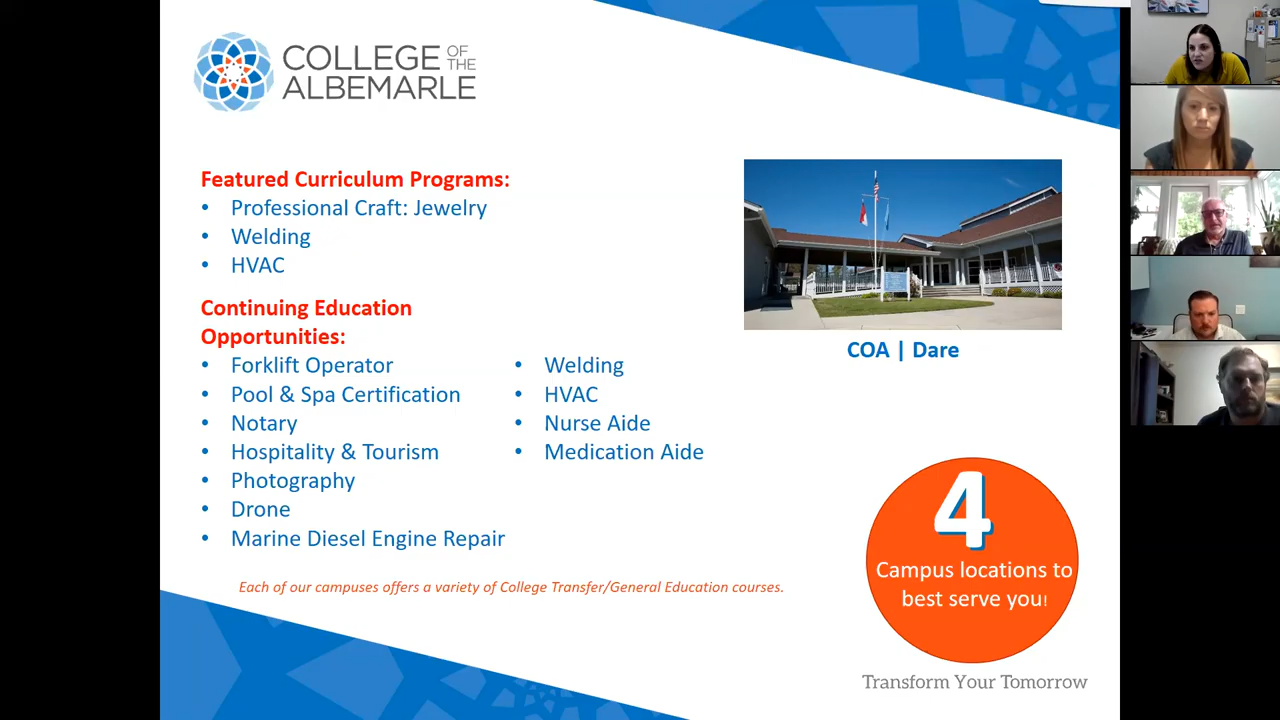 COLLEGE OF THE
ALBEMARLE
Featured Curriculum Programs:
• Professional Craft: Jewelry
• Welding
• HVAC
Continuing Education
Opportunities:
• Forklift Operator
• Pool & Spa Certification
• Notary
• Hospitality & Tourism
• Photography
• Drone
• Marine Diesel Engine Repair
• Welding
• HVAC
• Nurse Aide
• Medication Aide
Each of our campuses offers a variety of College Transfer/General Education courses.
COA | Dare
4
Campus locations to
best serve you!
Transform Your Tomorrow